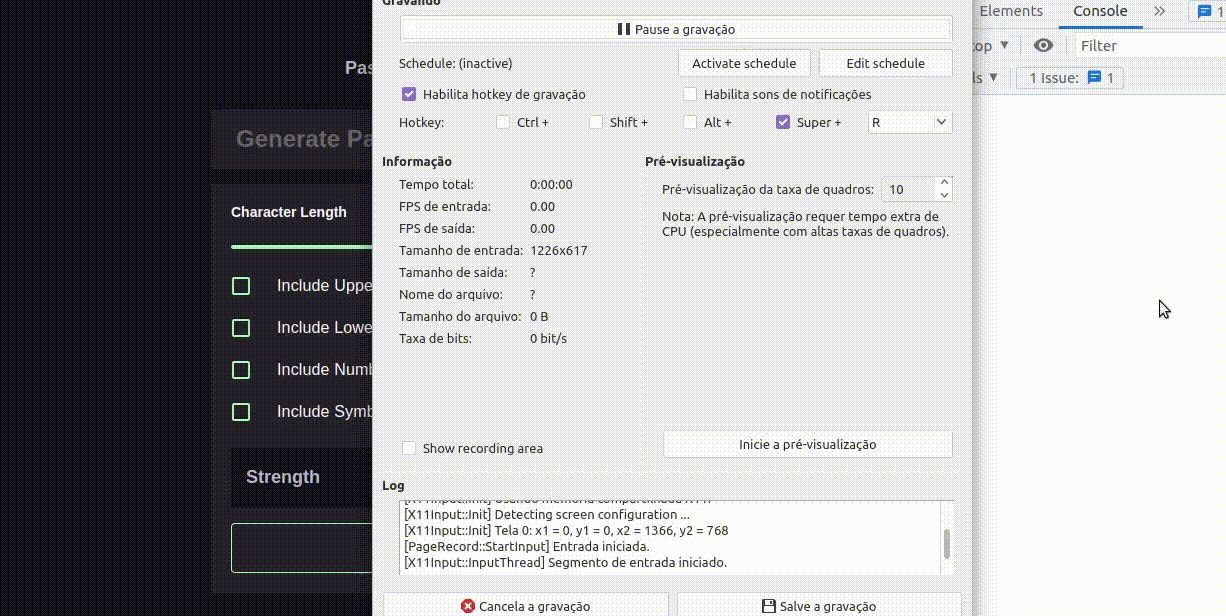 Gravando
Pause a gravação
Schedule: (inactive)
Activate schedule
Edit schedule
Habilita hotkey de gravação
Habilita sons de notificações
Hotkey:
Ctrl +
Shift +
Alt +
Super +
R
Informação
Tempo total: 0:00:00
FPS de entrada: 0.00
FPS de saída: 0.00
Tamanho de entrada: 1226x617
Tamanho de saída: ?
Nome do arquivo: ?
Tamanho do arquivo: 0 B
Taxa de bits: 0 bit/s
Pré-visualização
Pré-visualização da taxa de quadros: 10
Nota: A pré-visualização requer tempo extra de
CPU (especialmente com altas taxas de quadros).
Show recording area
Inicie a pré-visualização
Log
[X11Input::Init] Usando memória compartilhada X11.
[X11Input::Init] Detecting screen configuration ...
[X11Input::Init] Tela 0: x1 = 0, y1 = 0, x2 = 1366, y2 = 768
[PageRecord::StartInput] Entrada iniciada.
[X11Input::InputThread] Segmento de entrada iniciado.
Cancela a gravação
Salve a gravação
Pas
Generate Pa
Character Length
Include Uppe
Include Lowe
Include Numb
Include Symb
Strength
Elements
Console
1
op
Filter
ls
1 Issue:
1